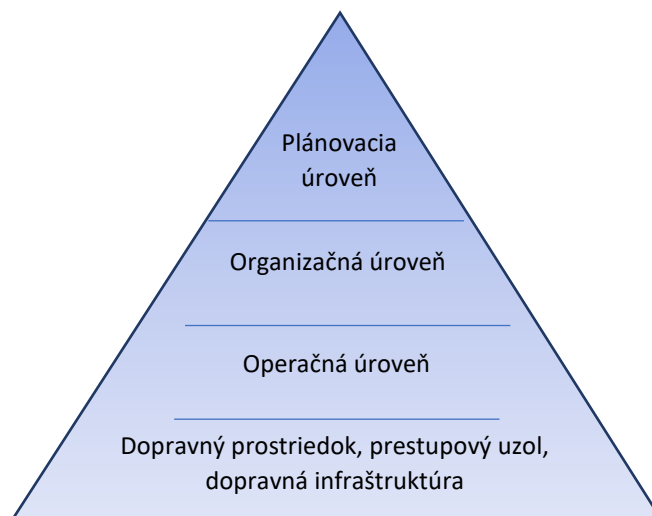 Plánovacia
úroveň
Organizačná úroveň
Operačná úroveň
Dopravný prostriedok, prestupový uzol,
dopravná infraštruktúra